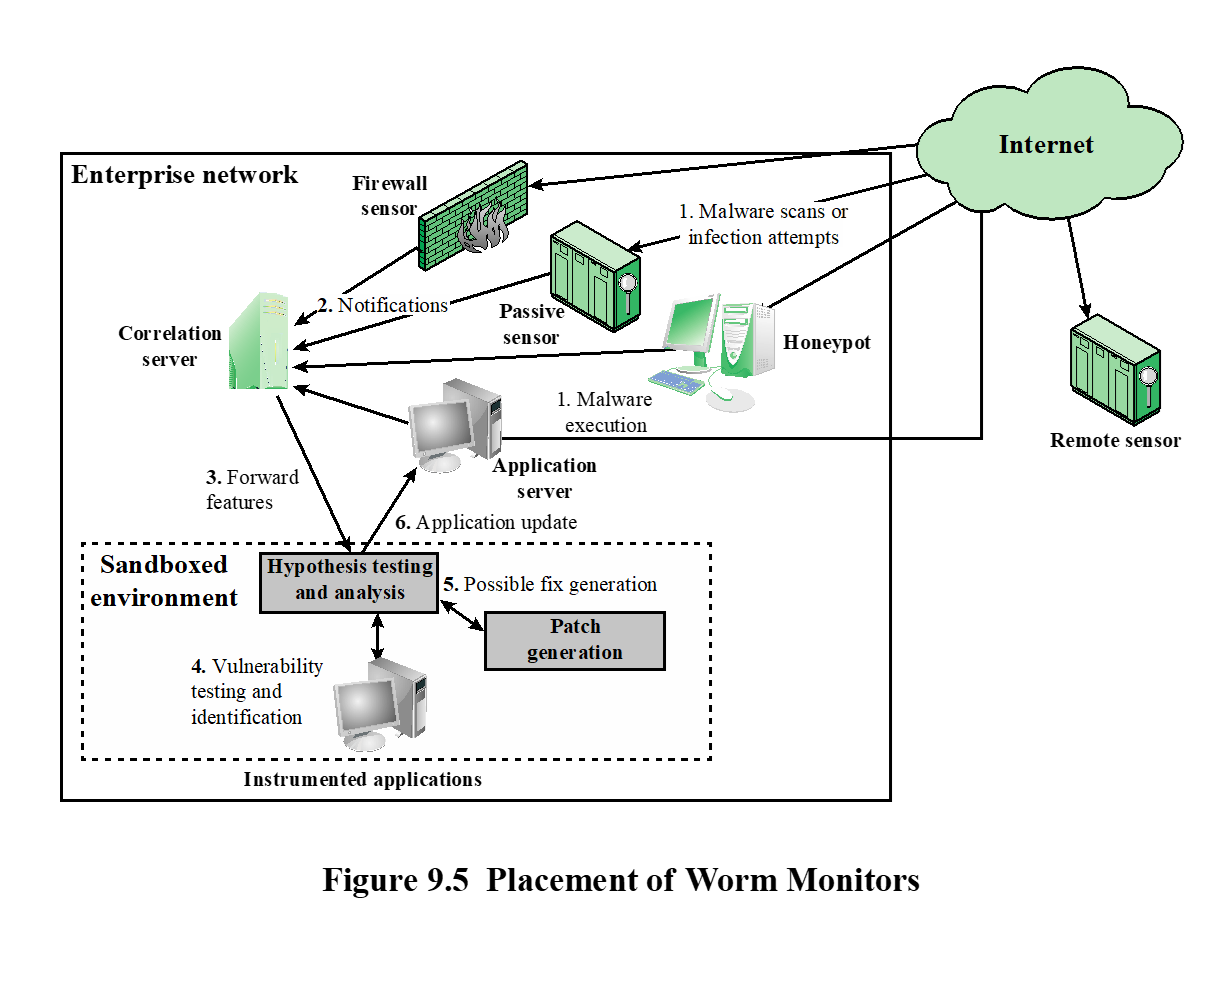 Internet
Enterprise network
Firewall
sensor
1. Malware scans or
infection attempts
2. Notifications
Passive
sensor
Correlation
server
Honeypot
1. Malware
execution
Remote sensor
Application
server
3. Forward
features
6. Application update
Sandboxed
environment
Hypothesis testing
and analysis
5. Possible fix generation
Patch
generation
4. Vulnerability
testing and
identification
Instrumented applications
Figure 9.5  Placement of Worm Monitors